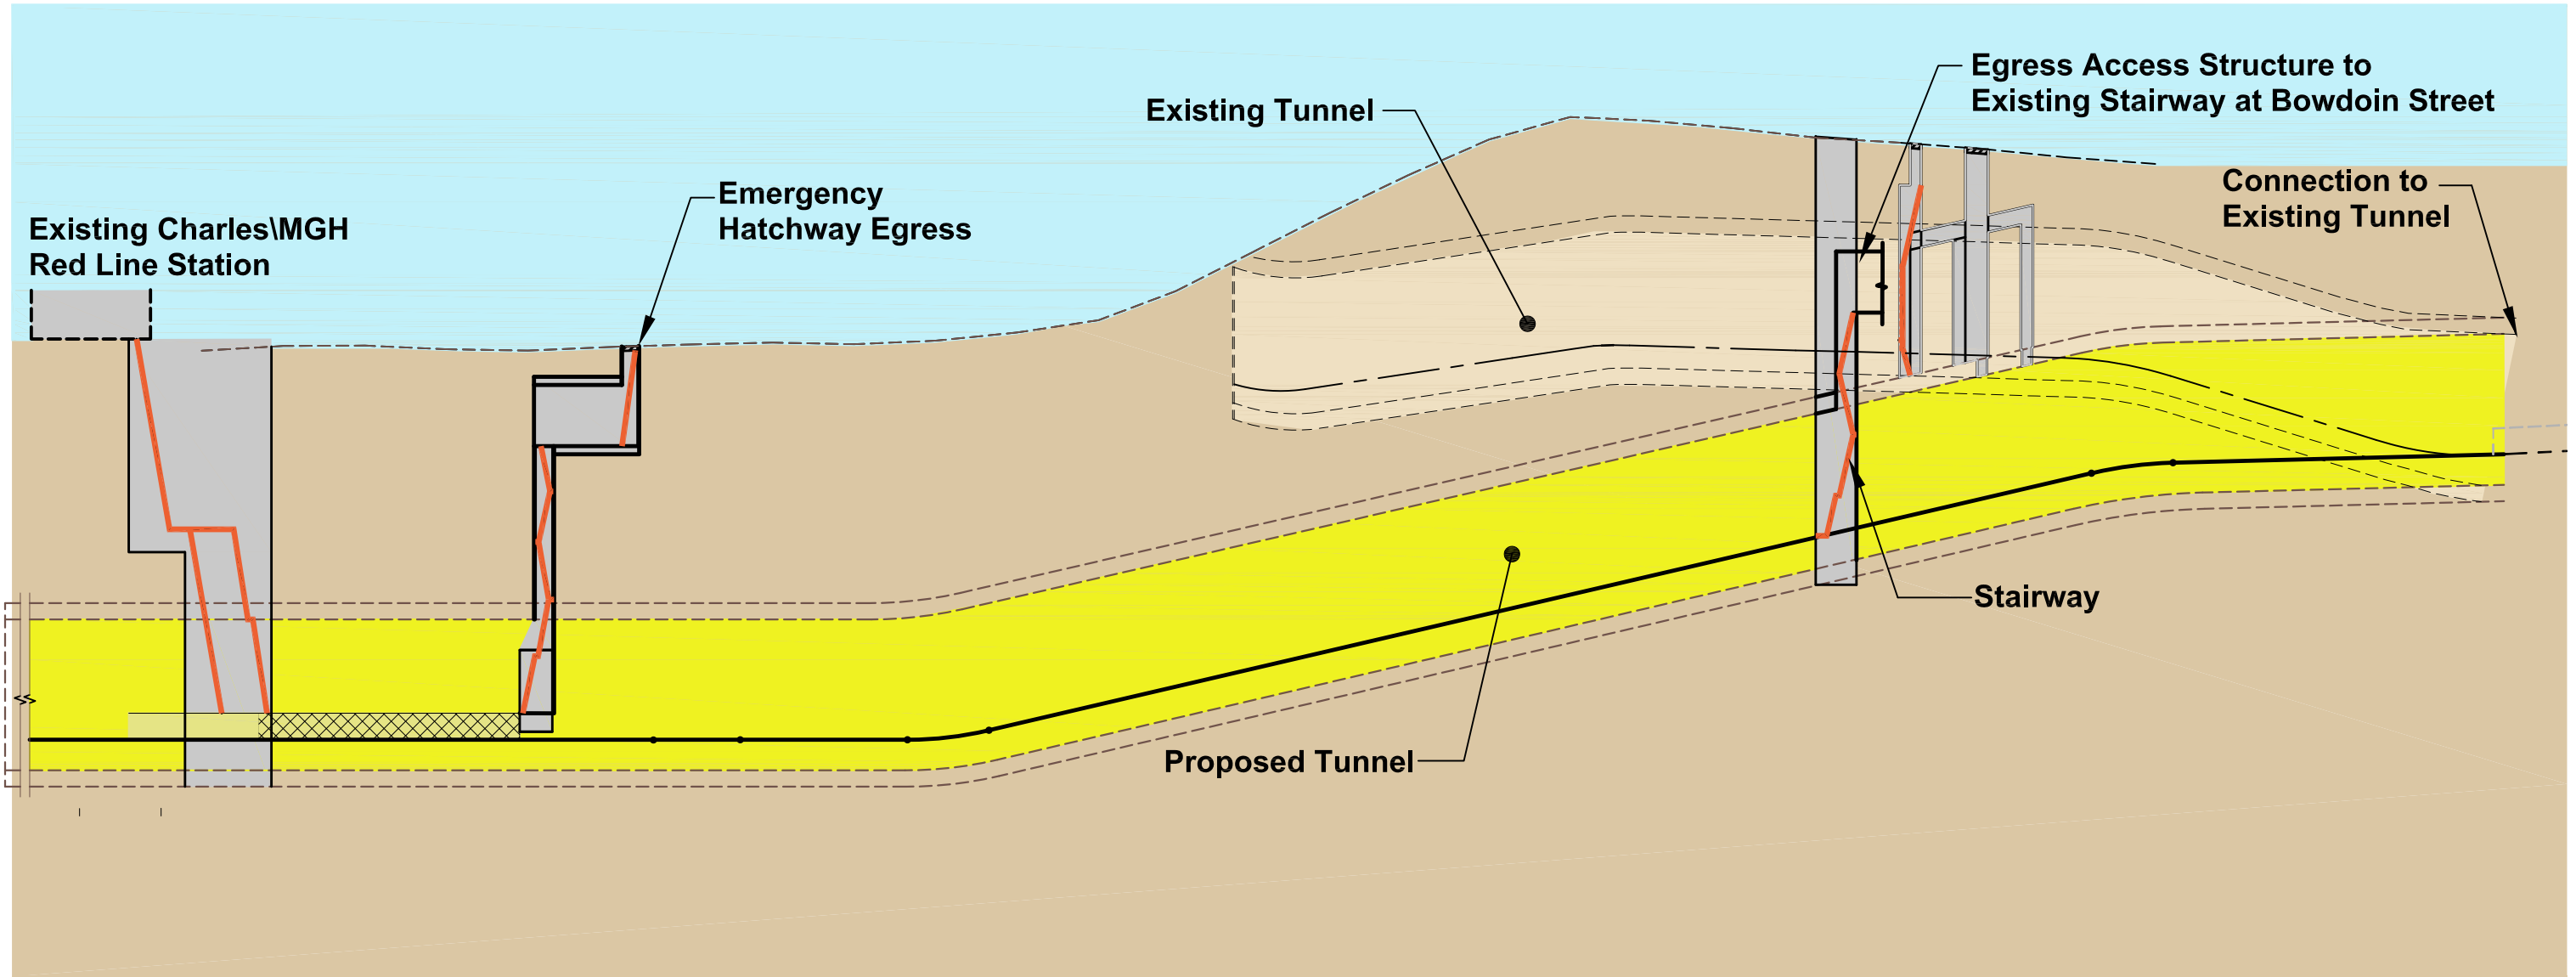 Egress Access Structure to
Existing Stairway at Bowdoin Street
Existing Tunnel
Connection to
Existing Tunnel
Emergency
Hatchway Egress
Existing Charles\MGH
Red Line Station
Stairway
Proposed Tunnel